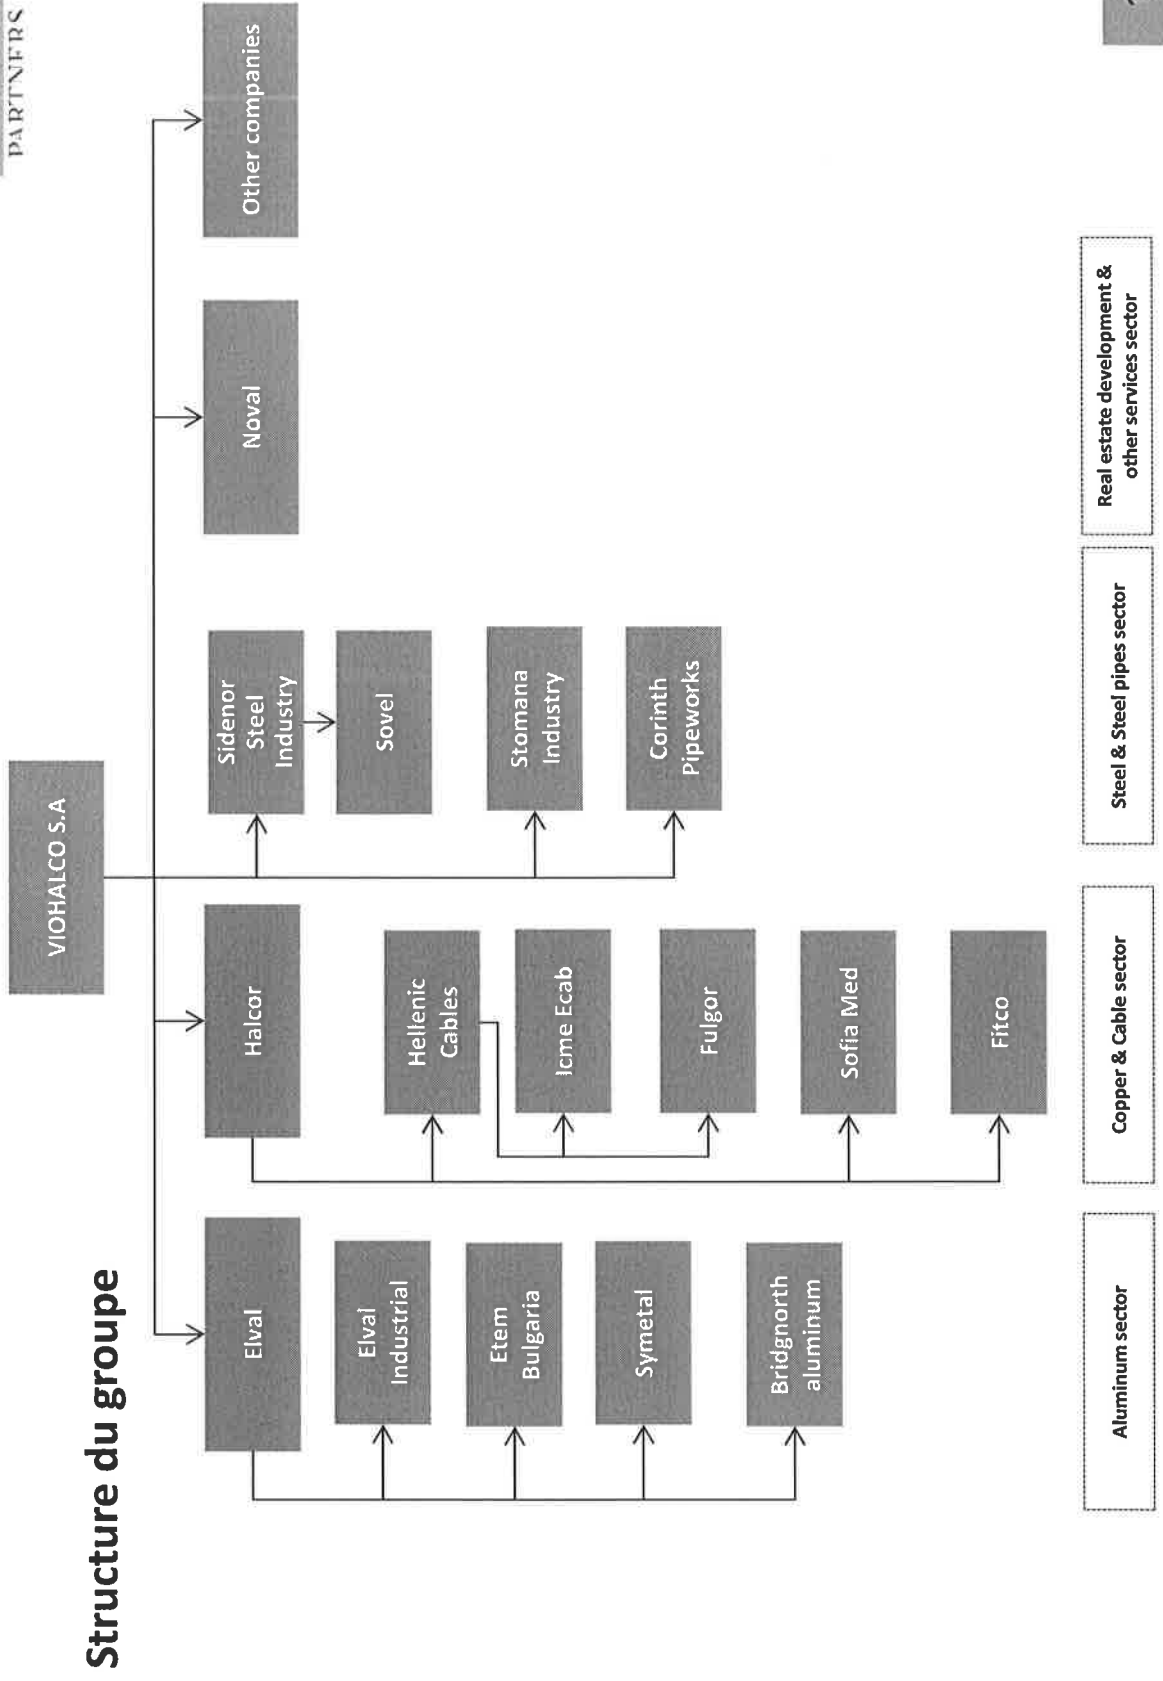 PARTNERS
Structure du groupe
VIOHALCO S.A
Elval
Halcor
Noval
Other companies
Elval
Industrial
Etem
Bulgaria
Symetal
Bridgnorth
aluminum
Hellenic
Cables
Icme Ecab
Fulgor
Sofia Med
Fitco
Sidenor
Steel
Industry
Sovel
Stomana
Industry
Corinth
Pipeworks
Aluminum sector
Copper & Cable sector
Steel & Steel pipes sector
Real estate development &
other services sector